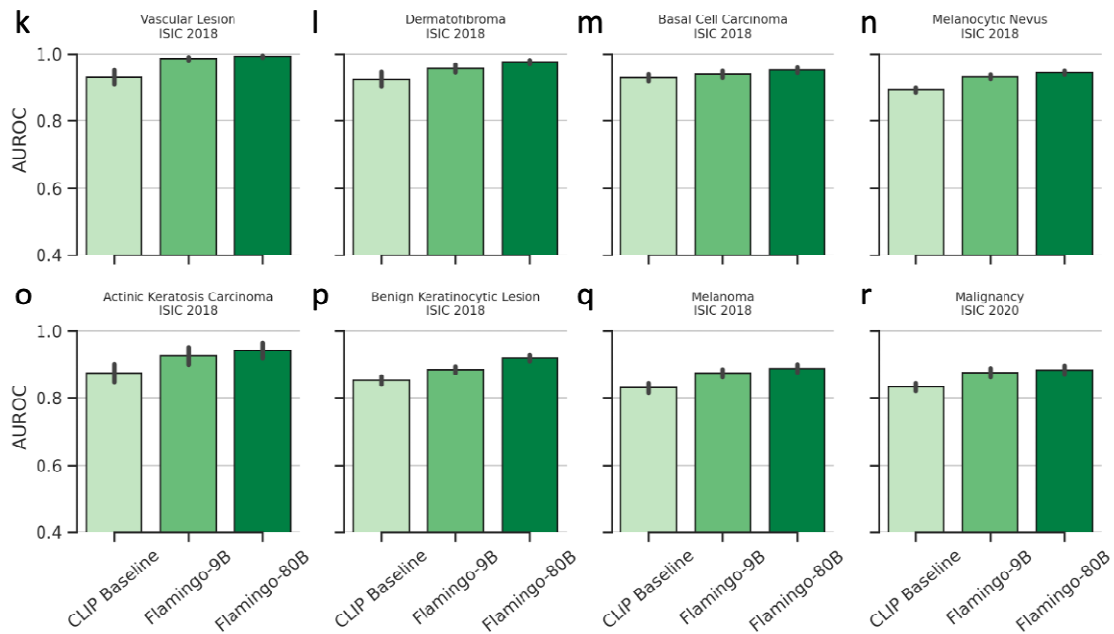 k
Vascular Lesion
ISIC 2018
l
Dermatofibroma
ISIC 2018
m
Basal Cell Carcinoma
ISIC 2018
n
Melanocytic Nevus
ISIC 2018
AUROC
1.0
0.8
0.6
0.4
o
Actinic Keratosis Carcinoma
ISIC 2018
p
Benign Keratinocytic Lesion
ISIC 2018
q
Melanoma
ISIC 2018
r
Malignancy
ISIC 2020
AUROC
1.0
0.8
0.6
0.4
CLIP Baseline
Flamingo-9B
Flamingo-80B
CLIP Baseline
Flamingo-9B
Flamingo-80B
CLIP Baseline
Flamingo-9B
Flamingo-80B
CLIP Baseline
Flamingo-9B
Flamingo-80B